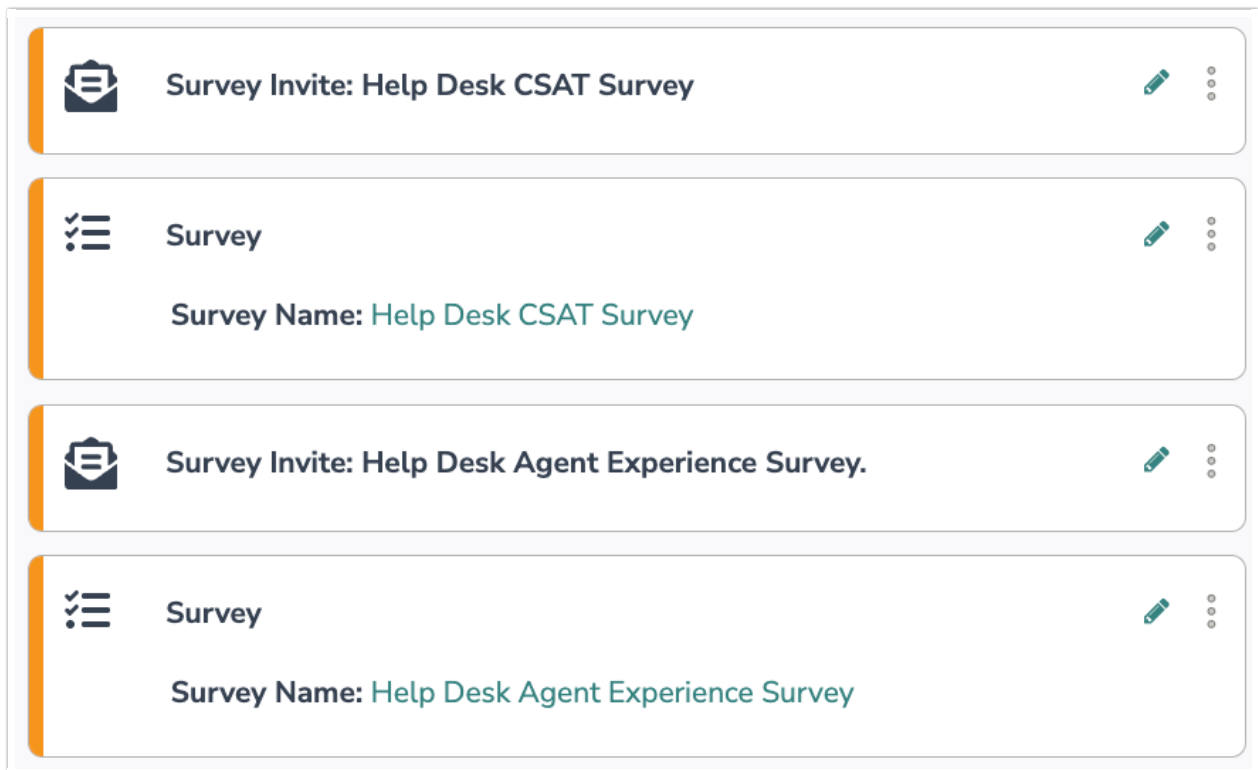 Survey Invite: Help Desk CSAT Survey
Survey
Survey Name: Help Desk CSAT Survey
Survey Invite: Help Desk Agent Experience Survey.
Survey
Survey Name: Help Desk Agent Experience Survey